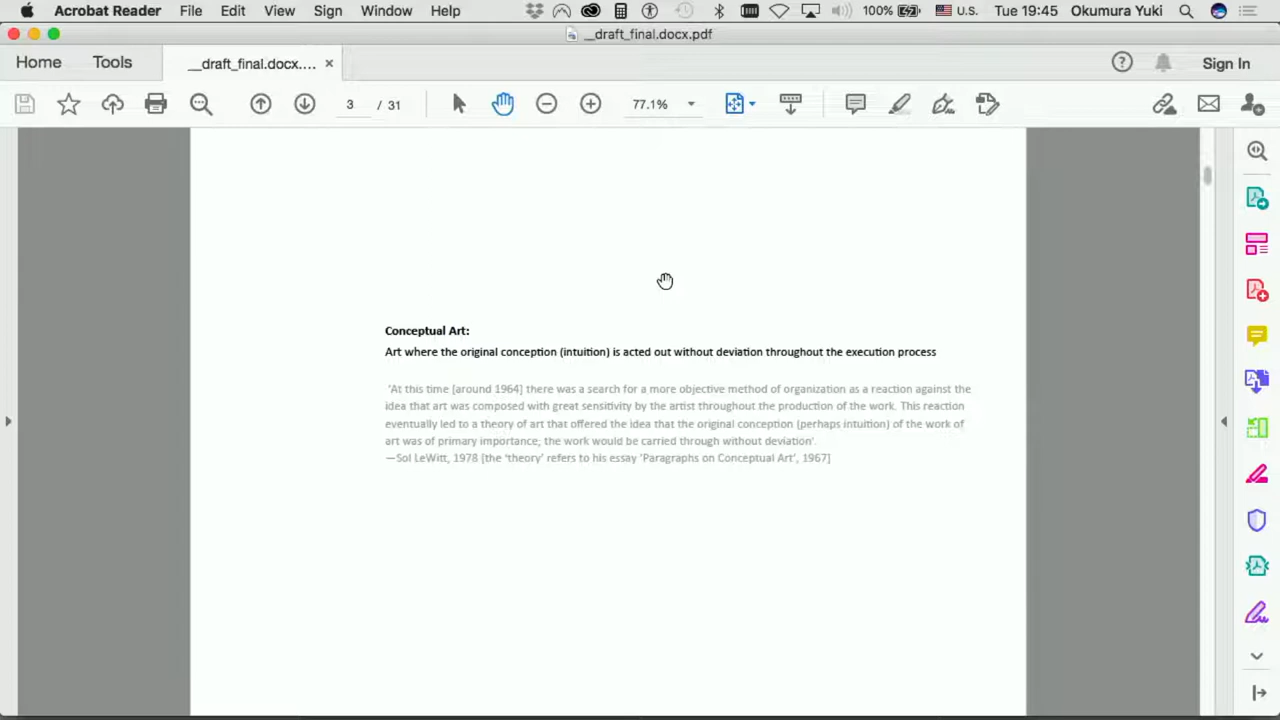 Acrobat Reader File Edit View Sign Window Help 100% U.S. Tue 19:45 Okumura Yuki
__draft_final.docx.pdf
Home Tools __draft_final.docx.... × Sign In
3 / 31 77.1%
Conceptual Art:
Art where the original conception (intuition) is acted out without deviation throughout the execution process
'At this time [around 1964] there was a search for a more objective method of organization as a reaction against the
idea that art was composed with great sensitivity by the artist throughout the production of the work. This reaction
eventually led to a theory of art that offered the idea that the original conception (perhaps intuition) of the work of
art was of primary importance; the work would be carried through without deviation'.
—Sol LeWitt, 1978 [the 'theory' refers to his essay 'Paragraphs on Conceptual Art', 1967]